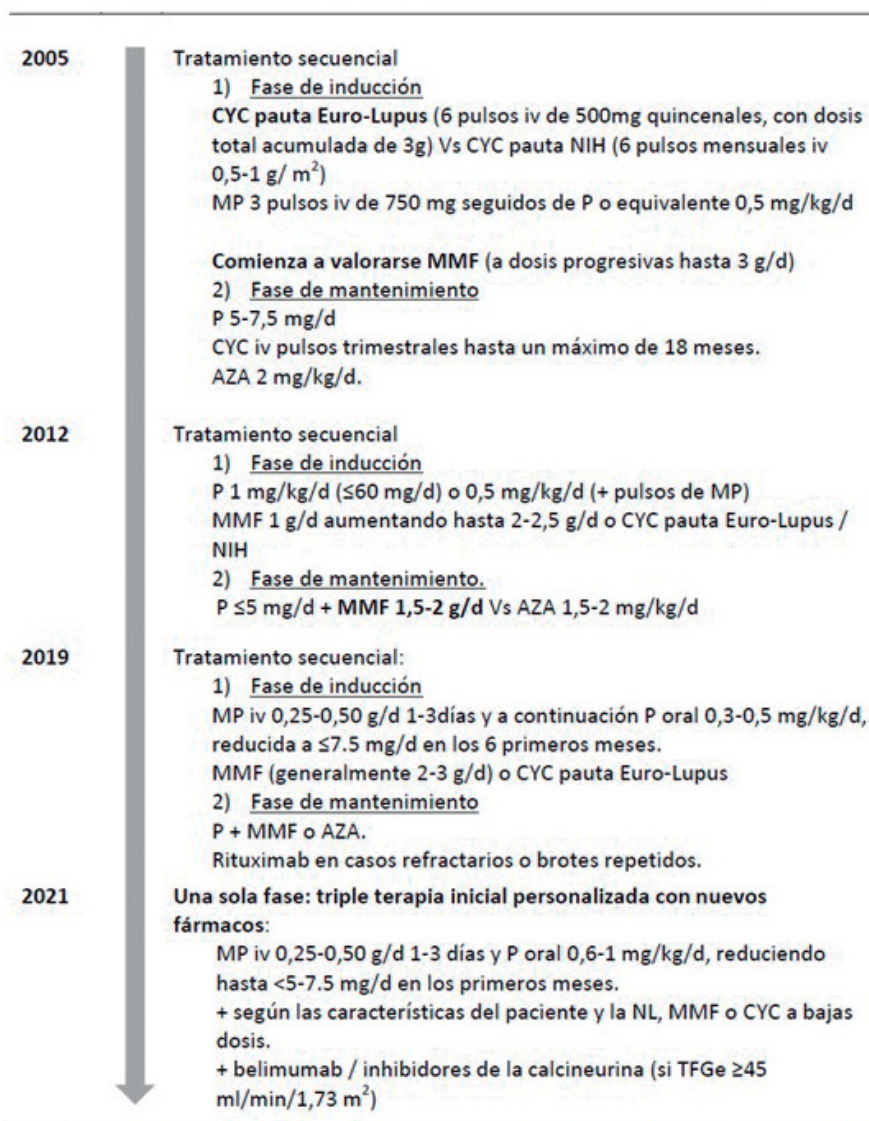 2005
Tratamiento secuencial
1) Fase de inducción
CYC pauta Euro-Lupus (6 pulsos iv de 500mg quincenales, con dosis
total acumulada de 3g) Vs CYC pauta NIH (6 pulsos mensuales iv
0,5-1 g/ m²)
MP 3 pulsos iv de 750 mg seguidos de P o equivalente 0,5 mg/kg/d
Comienza a valorarse MMF (a dosis progresivas hasta 3 g/d)
2) Fase de mantenimiento
P 5-7,5 mg/d
CYC iv pulsos trimestrales hasta un máximo de 18 meses.
AZA 2 mg/kg/d.
2012
Tratamiento secuencial
1) Fase de inducción
P 1 mg/kg/d (≤60 mg/d) o 0,5 mg/kg/d (+ pulsos de MP)
MMF 1 g/d aumentando hasta 2-2,5 g/d o CYC pauta Euro-Lupus /
NIH
2) Fase de mantenimiento.
P ≤5 mg/d + MMF 1,5-2 g/d Vs AZA 1,5-2 mg/kg/d
2019
Tratamiento secuencial:
1) Fase de inducción
MP iv 0,25-0,50 g/d 1-3días y a continuación P oral 0,3-0,5 mg/kg/d,
reducida a ≤7.5 mg/d en los 6 primeros meses.
MMF (generalmente 2-3 g/d) o CYC pauta Euro-Lupus
2) Fase de mantenimiento
P + MMF o AZA.
Rituximab en casos refractarios o brotes repetidos.
2021
Una sola fase: triple terapia inicial personalizada con nuevos
fármacos:
MP iv 0,25-0,50 g/d 1-3 días y P oral 0,6-1 mg/kg/d, reduciendo
hasta <5-7.5 mg/d en los primeros meses.
+ según las características del paciente y la NL, MMF o CYC a bajas
dosis.
+ belimumab / inhibidores de la calcineurina (si TFGe ≥45
ml/min/1,73 m²)